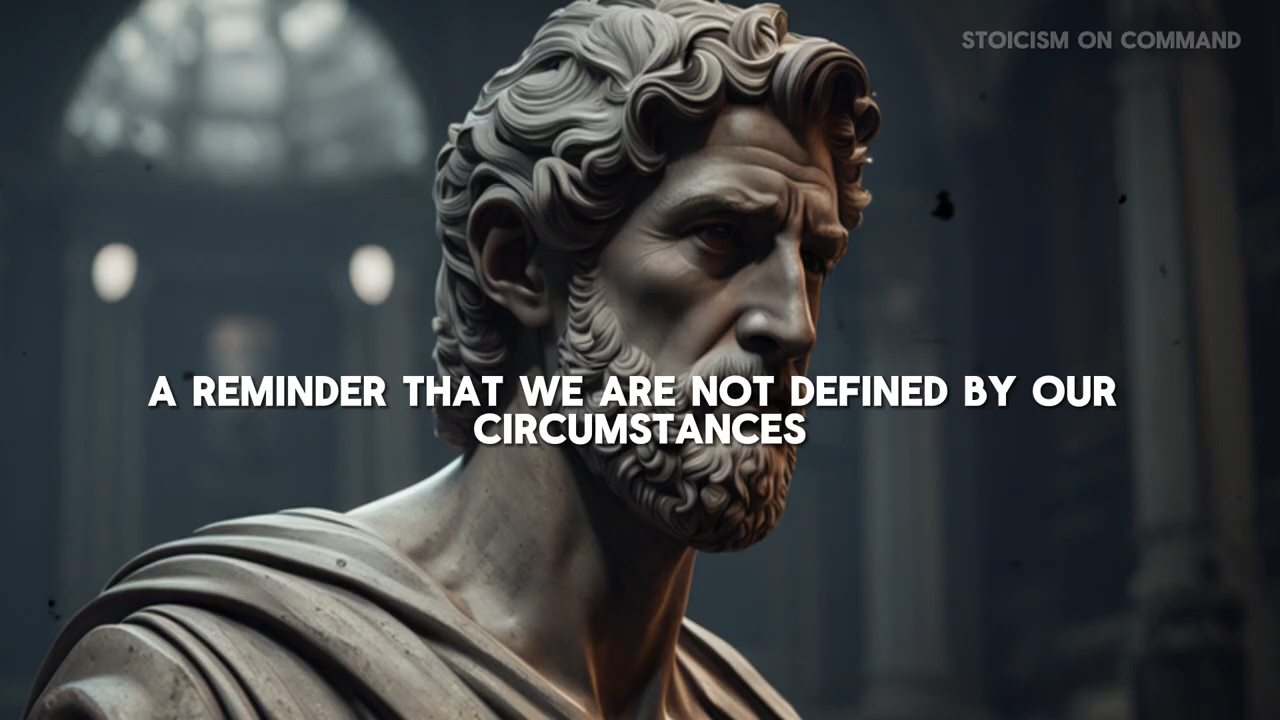 STOICISM ON COMMAND
A REMINDER THAT WE ARE NOT DEFINED BY OUR
CIRCUMSTANCES